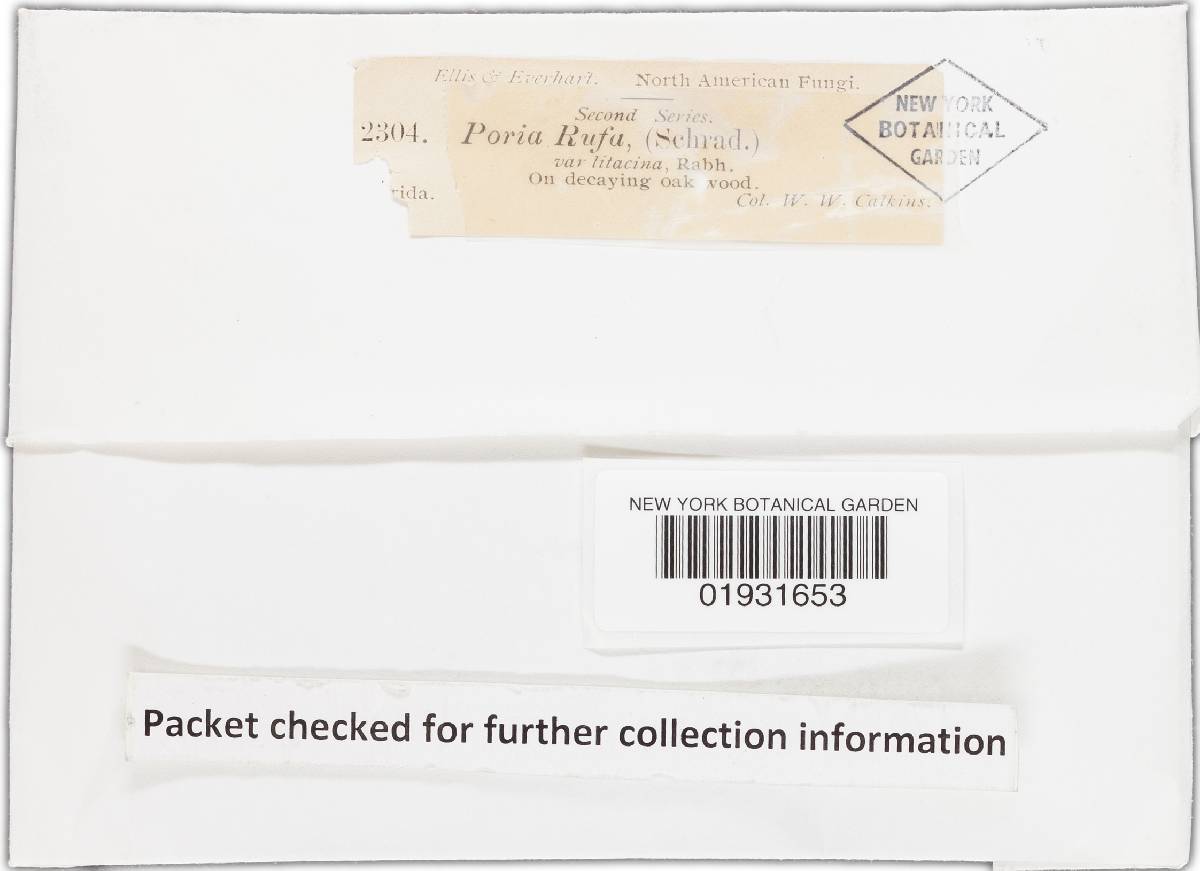 Ellis & Everhart. North American Fungi.
Second Series.
2304. Poria Rufa, (Schrad.)
var litacina, Rabh.
On decaying oak wood.
rida.
Col. W. W. Calkins.
NEW YORK
BOTANICAL
GARDEN
NEW YORK BOTANICAL GARDEN
01931653
Packet checked for further collection information